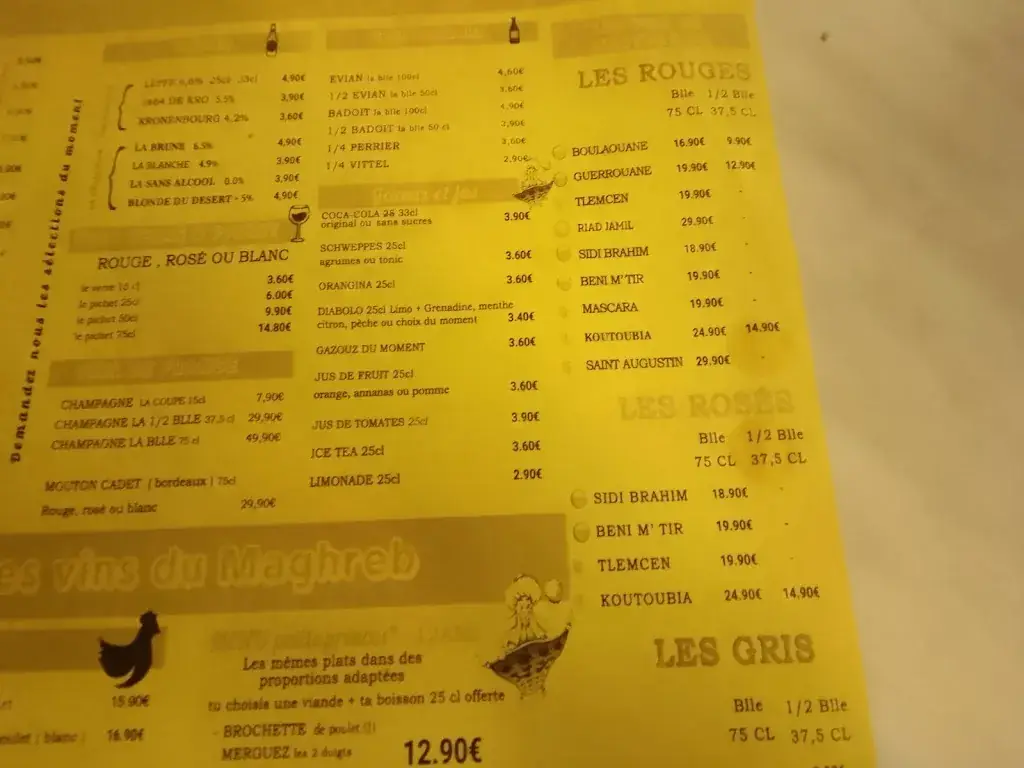 Demandez nous les sélections du moment
LEFFE 6,6% 25cl 33cl 4,90€
1664 DE KRO 5.5% 3,90€
KRONENBOURG 4,2% 3,60€
LA BRUNE 6.5% 4,90€
LA BLANCHE 4.9% 3.90€
LA SANS ALCOOL 0.0% 3,90€
BLONDE DU DESERT - 5% 4,90€
ROUGE , ROSÉ OU BLANC
le verre 10 cl 3.60€
le pichet 25cl 6.00€
le pichet 50cl 9.90€
le pichet 75cl 14.80€
CHAMPAGNE LA COUPE 15cl 7,90€
CHAMPAGNE LA 1/2 BLLE 37,5 cl 29,90€
CHAMPAGNE LA BLLE 75 cl 49,90€
MOUTON CADET ( bordeaux ) 75cl
Rouge, rosé ou blanc 29,90€
EVIAN la blle 100cl 4,60€
1/2 EVIAN la blle 50cl 3,60€
BADOIT la blle 100cl 4,90€
1/2 BADOIT la blle 50 cl 3,90€
1/4 PERRIER 3,60€
1/4 VITTEL 2,90€
COCA-COLA 25 33cl
original ou sans sucres 3.90€
SCHWEPPES 25cl
agrumes ou tonic 3.60€
ORANGINA 25cl 3.60€
DIABOLO 25cl Limo + Grenadine, menthe
citron, pêche ou choix du moment 3.40€
GAZOUZ DU MOMENT 3.60€
JUS DE FRUIT 25cl
orange, annanas ou pomme 3.60€
JUS DE TOMATES 25cl 3.90€
ICE TEA 25cl 3.60€
LIMONADE 25cl 2.90€
LES ROUGES
Blle 1/2 Blle
75 CL 37,5 CL
BOULAOUANE 16.90€ 9.90€
GUERROUANE 19.90€ 12.90€
TLEMCEN 19.90€ -
RIAD JAMIL 29.90€ -
SIDI BRAHIM 18.90€ -
BENI M'TIR 19.90€ -
MASCARA 19.90€ -
KOUTOUBIA 24.90€ 14.90€
SAINT AUGUSTIN 29.90€
LES ROSÉS
Blle 1/2 Blle
75 CL 37,5 CL
SIDI BRAHIM 18.90€ -
BENI M' TIR 19.90€ -
TLEMCEN 19.90€ -
KOUTOUBIA 24.90€ 14.90€
LES GRIS
Blle 1/2 Blle
75 CL 37,5 CL
es vins du Maghreb
15.90€
( blanc ) 16.90€
Les mêmes plats dans des
proportions adaptées
tu choisis une viande + ta boisson 25 cl offerte
- BROCHETTE de poulet
MERGUEZ les 2 doigts
12.90€